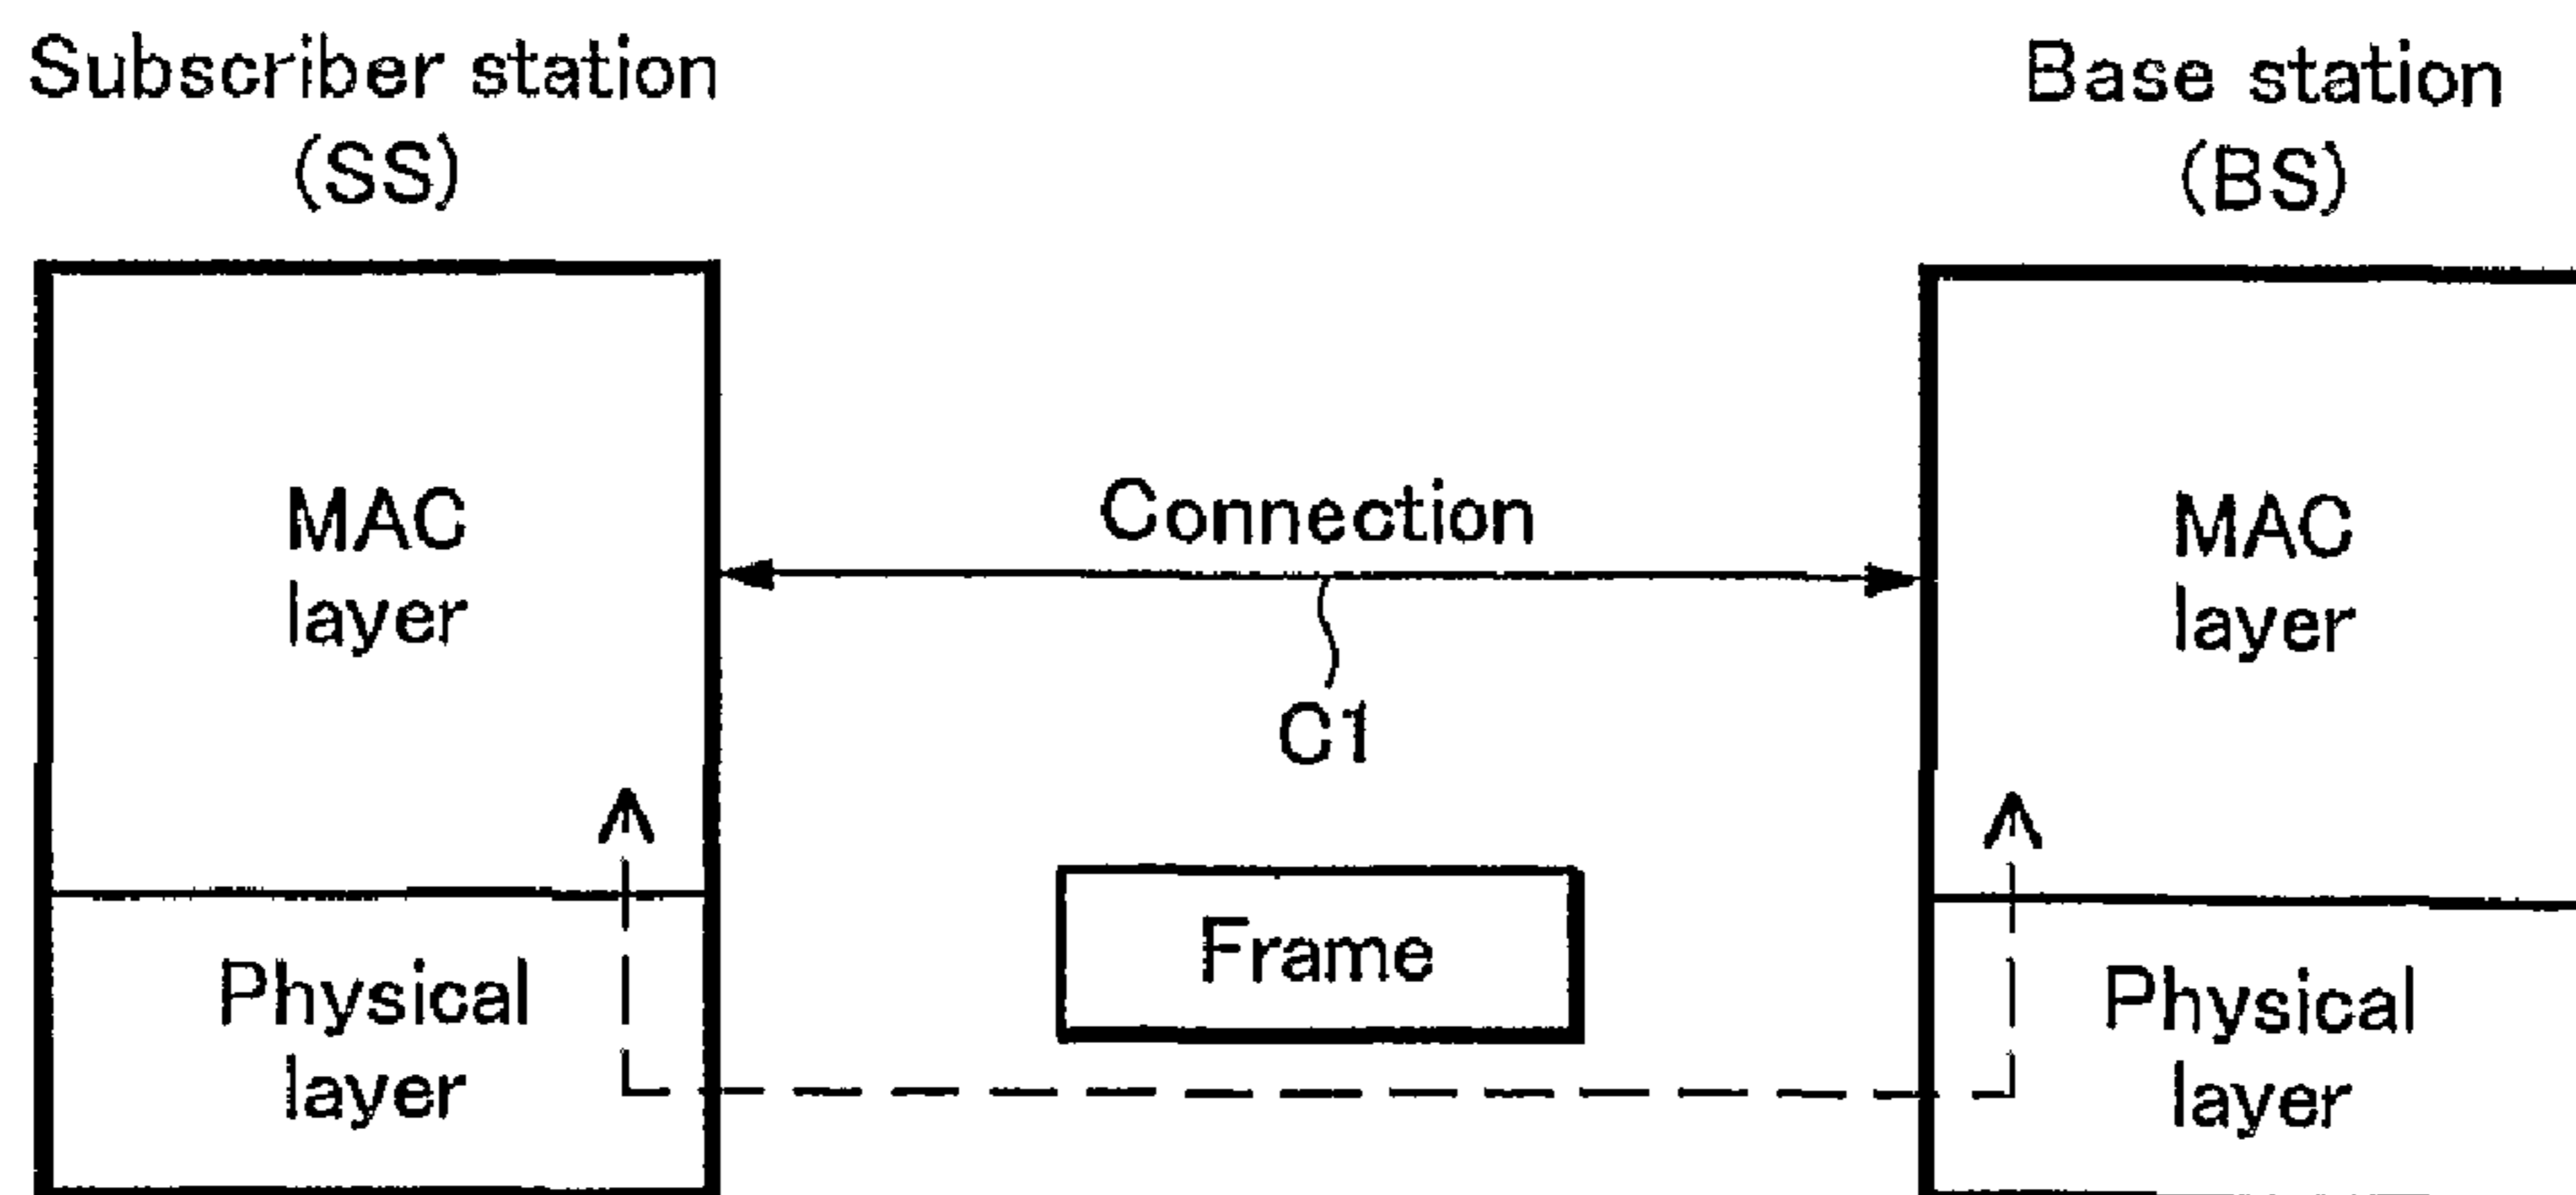 Subscriber station
(SS)
Base station
(BS)
MAC
layer
Connection
C1
MAC
layer
Frame
Physical
layer
Physical
layer